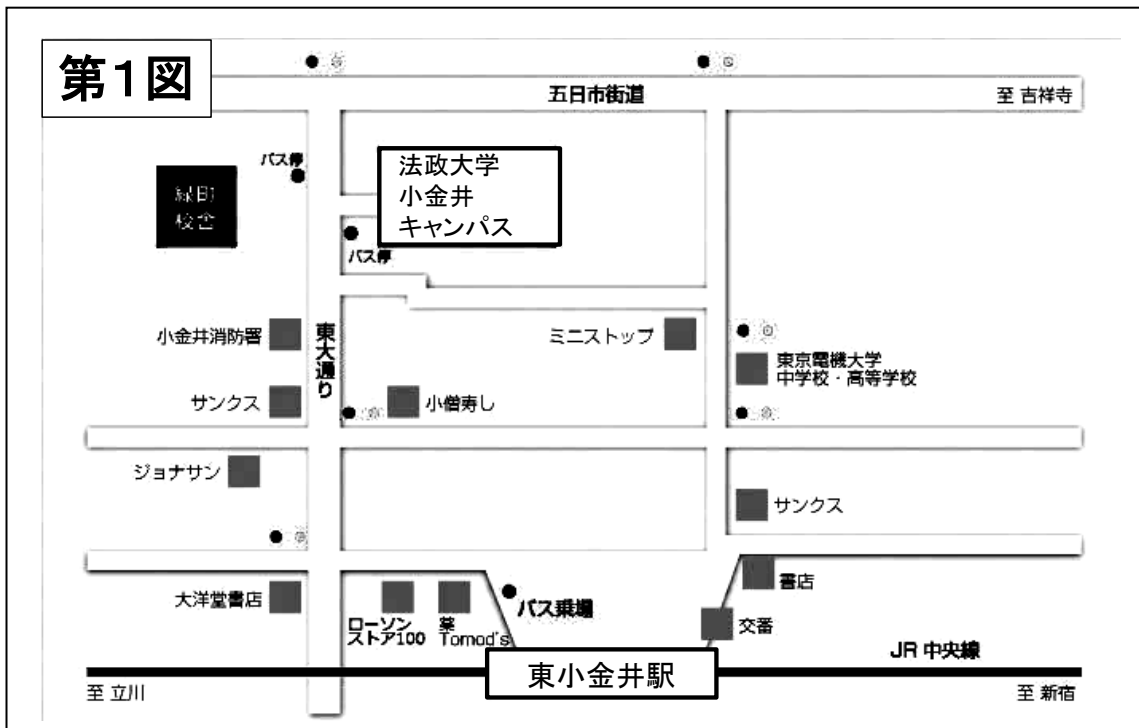 第1図
五日市街道
至 吉祥寺
バス停
緑町
校舎
法政大学
小金井
キャンパス
バス停
小金井消防署
東大通り
ミニストップ
東京電機大学
中学校・高等学校
サンクス
小僧寿し
ジョナサン
サンクス
大洋堂書店
ローソン
ストア100
薬
Tomod's
バス乗場
書店
交番
JR 中央線
東小金井駅
至 立川
至 新宿